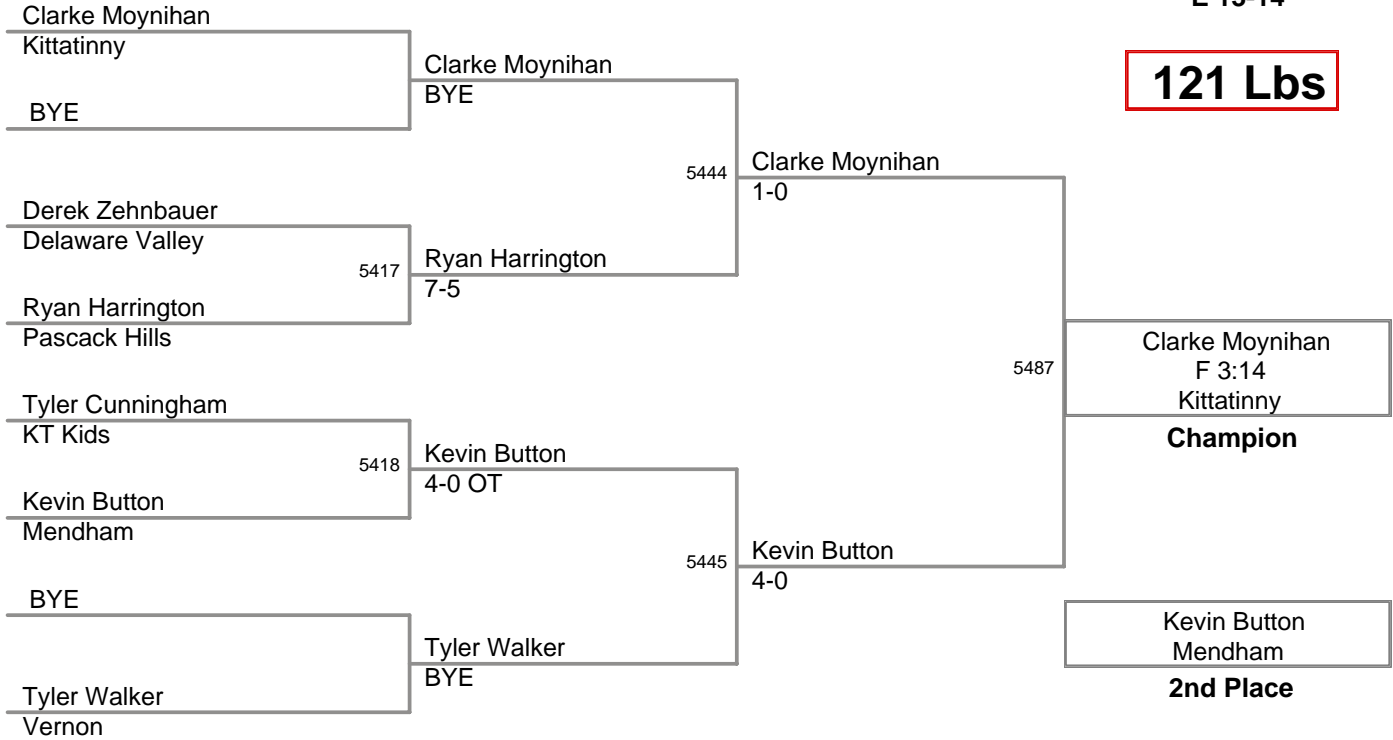 E 13-14
121 Lbs
Clarke Moynihan
Kittatinny
BYE
Derek Zehnbauer
Delaware Valley
5417
Ryan Harrington
Pascack Hills
Tyler Cunningham
KT Kids
5418
Kevin Button
Mendham
BYE
Tyler Walker
Vernon
Clarke Moynihan
BYE
5444
Ryan Harrington
7-5
Kevin Button
4-0 OT
5445
Tyler Walker
BYE
Clarke Moynihan
1-0
5487
Kevin Button
4-0
Clarke Moynihan
F 3:14
Kittatinny
Champion
Kevin Button
Mendham
2nd Place